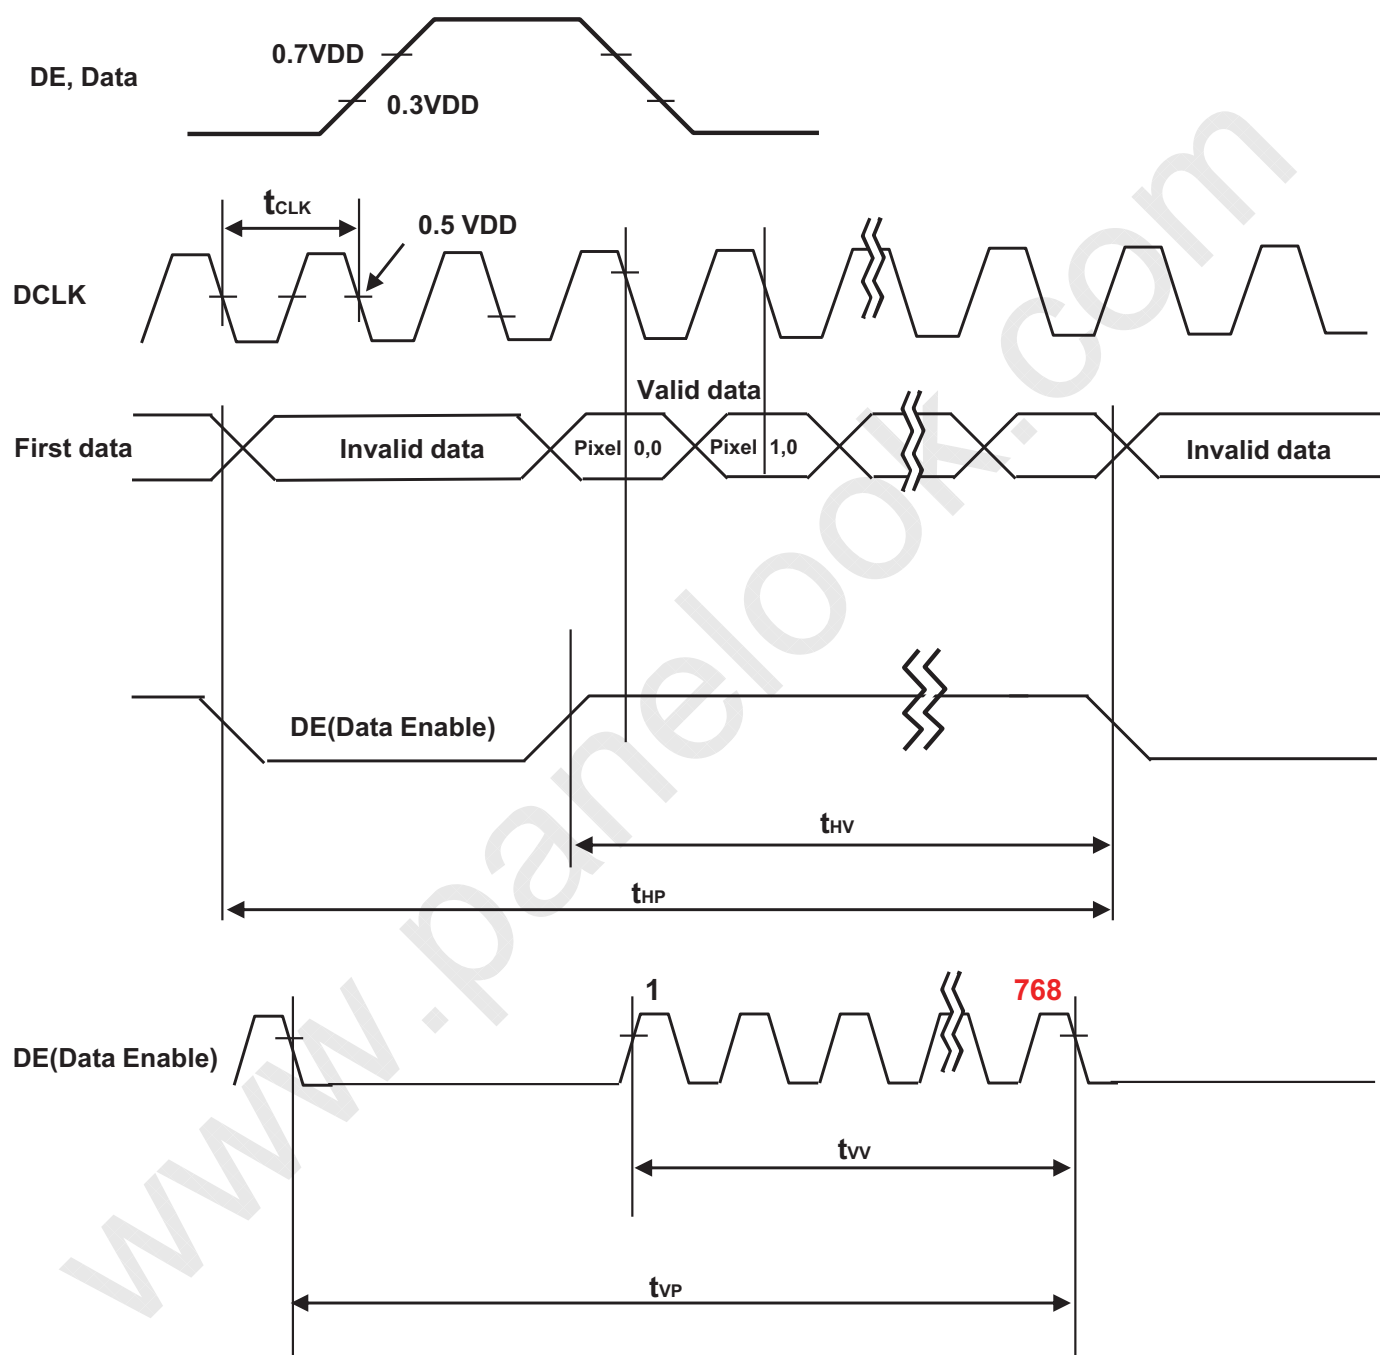 0.7VDD
DE, Data
0.3VDD
tCLK
0.5 VDD
DCLK
Valid data
First data
Invalid data
Pixel 0,0
Pixel 1,0
Invalid data
DE(Data Enable)
tHV
tHP
1
768
DE(Data Enable)
tVV
tVP
www.panelook.com